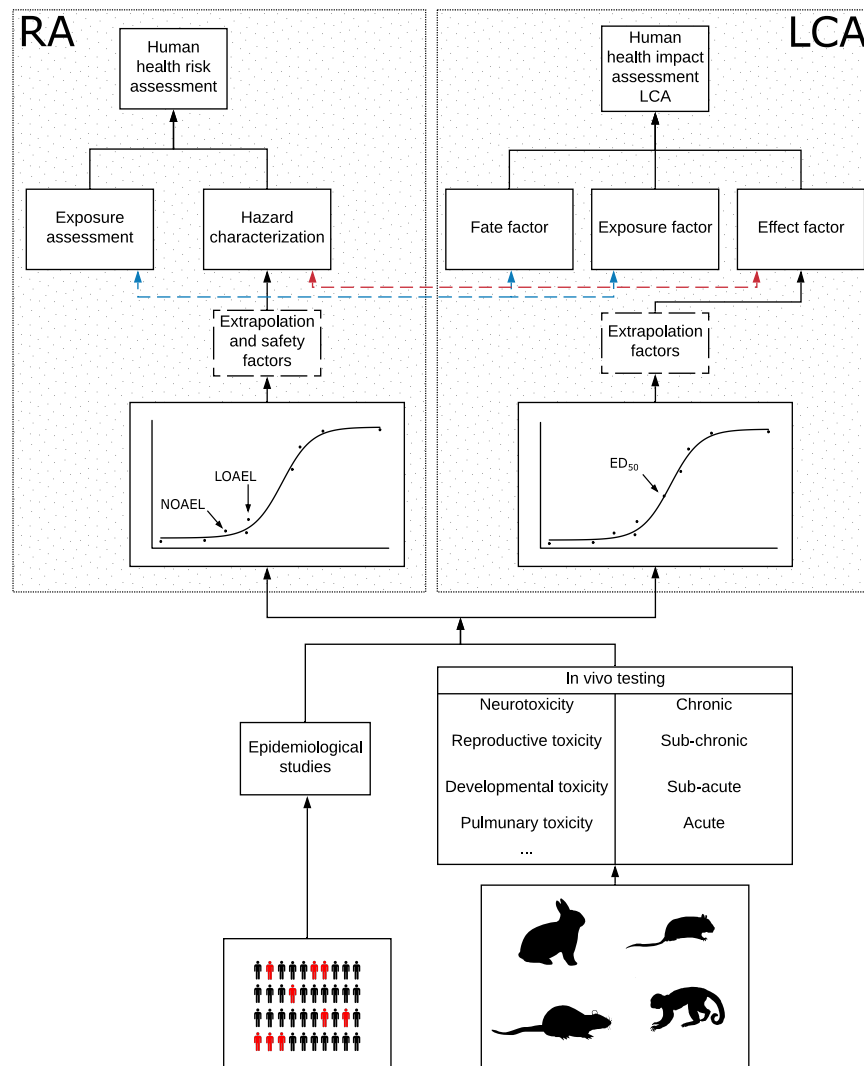 RA
LCA
Human
health risk
assessment
Human
health impact
assessment
LCA
Exposure
assessment
Hazard
characterization
Fate factor
Exposure factor
Effect factor
Extrapolation
and safety
factors
Extrapolation
factors
LOAEL
NOAEL
ED50
In vivo testing
Neurotoxicity
Chronic
Reproductive toxicity
Sub-chronic
Developmental toxicity
Sub-acute
Pulmunary toxicity
Acute
...
Epidemiological
studies